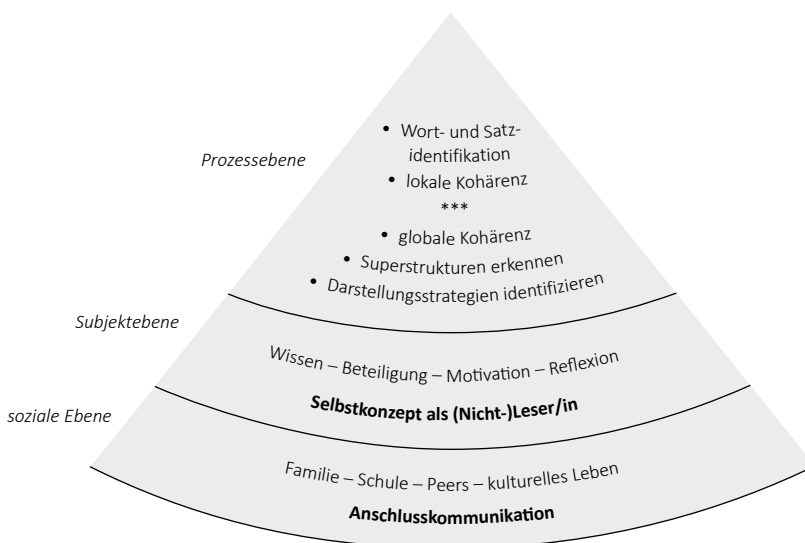 Prozessebene
• Wort- und Satz-
identifikation
• lokale Kohärenz
***
• globale Kohärenz
• Superstrukturen erkennen
• Darstellungsstrategien identifizieren
Subjektebene
Wissen – Beteiligung – Motivation – Reflexion
Selbstkonzept als (Nicht-)Leser/in
soziale Ebene
Familie – Schule – Peers – kulturelles Leben
Anschlusskommunikation